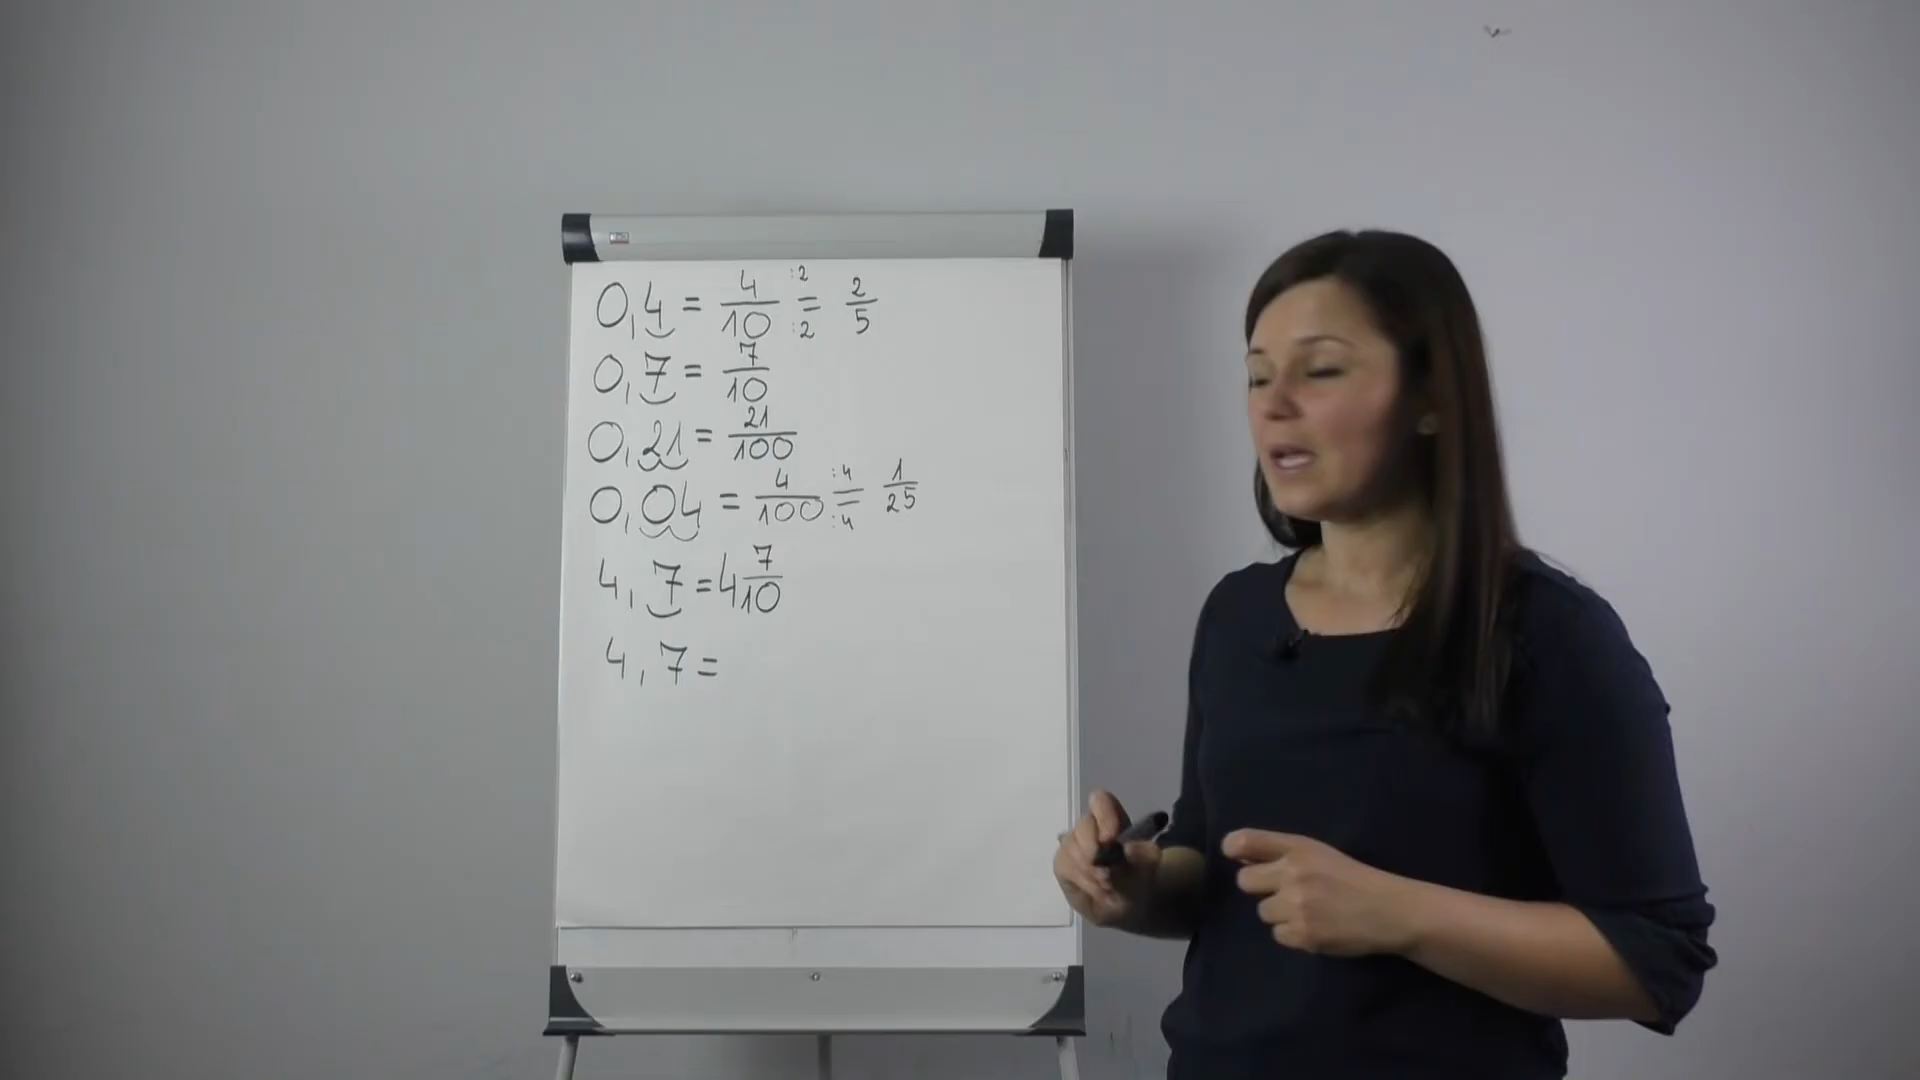 0,4 = 4/10 :2 = :2 2/5
0,7 = 7/10
0,21 = 21/100
0,04 = 4/100 :4 = :4 1/25
4,7 = 4 7/10
4,7 =